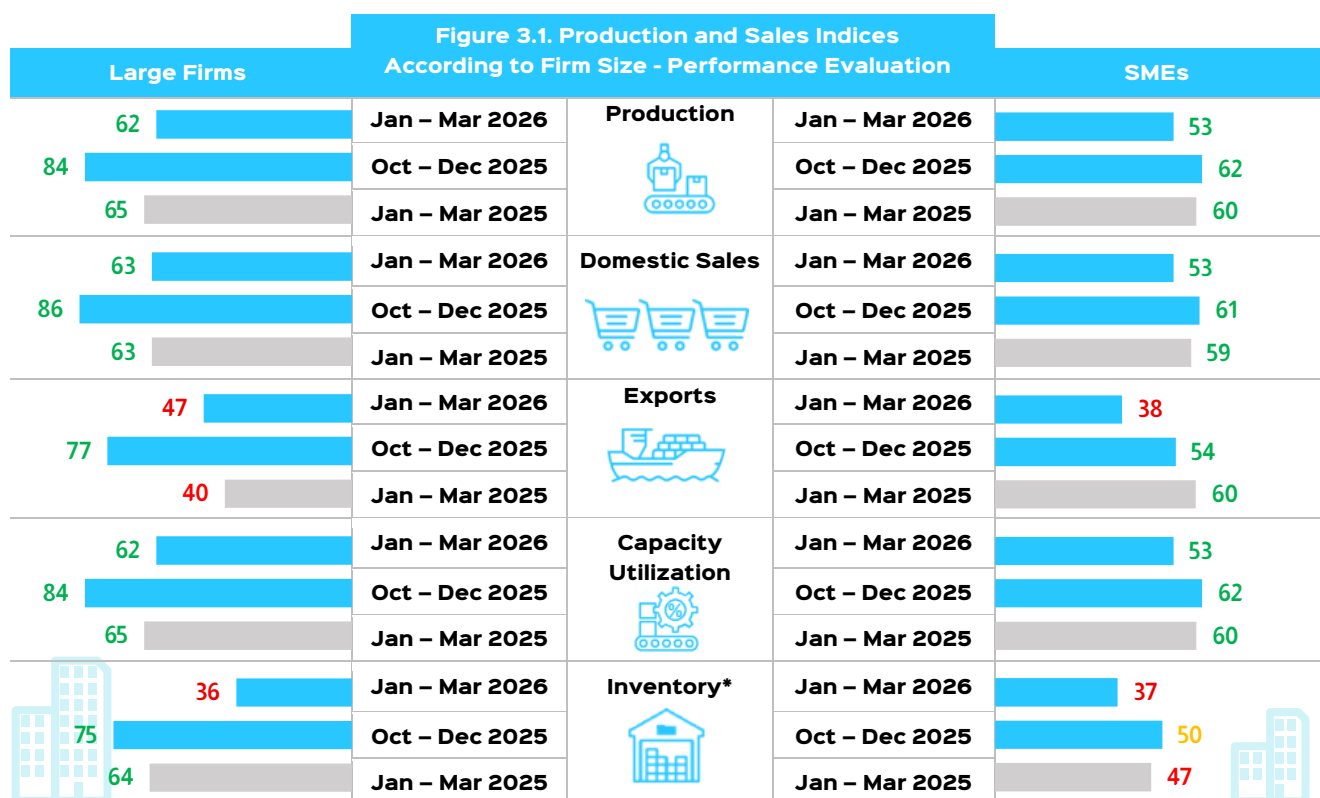 Figure 3.1. Production and Sales Indices
According to Firm Size - Performance Evaluation
Large Firms
SMEs
Production
62 Jan – Mar 2026 Jan – Mar 2026 53
84 Oct – Dec 2025 Oct – Dec 2025 62
65 Jan – Mar 2025 Jan – Mar 2025 60
Domestic Sales
63 Jan – Mar 2026 Jan – Mar 2026 53
86 Oct – Dec 2025 Oct – Dec 2025 61
63 Jan – Mar 2025 Jan – Mar 2025 59
Exports
47 Jan – Mar 2026 Jan – Mar 2026 38
77 Oct – Dec 2025 Oct – Dec 2025 54
40 Jan – Mar 2025 Jan – Mar 2025 60
Capacity
Utilization
%
62 Jan – Mar 2026 Jan – Mar 2026 53
84 Oct – Dec 2025 Oct – Dec 2025 62
65 Jan – Mar 2025 Jan – Mar 2025 60
Inventory*
36 Jan – Mar 2026 Jan – Mar 2026 37
75 Oct – Dec 2025 Oct – Dec 2025 50
64 Jan – Mar 2025 Jan – Mar 2025 47